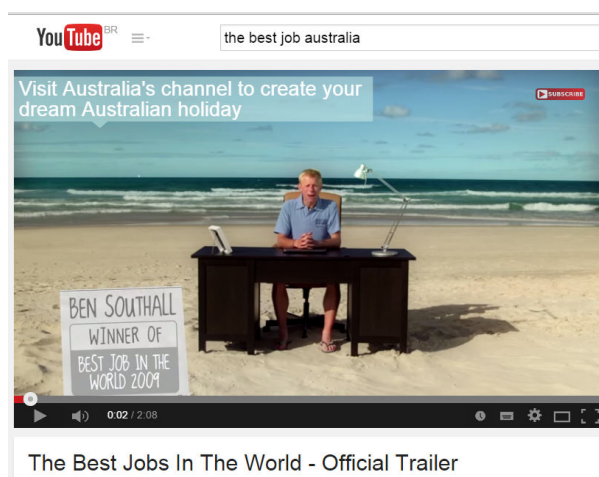 YouTube BR
the best job australia
Visit Australia's channel to create your
dream Australian holiday
SUBSCRIBE
BEN SOUTHALL
WINNER OF
BEST JOB IN THE
WORLD 2009
0:02 / 2:08
The Best Jobs In The World - Official Trailer